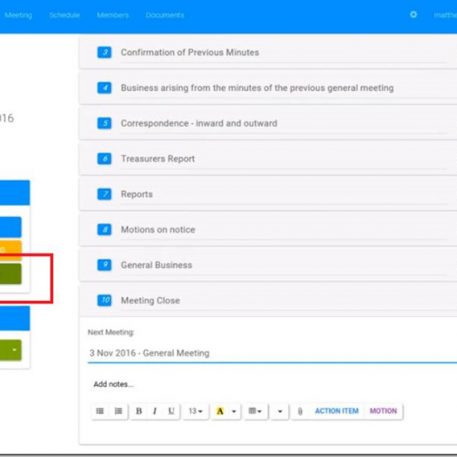 Meeting Schedule Members Documents
016
3 Confirmation of Previous Minutes
4 Business arising from the minutes of the previous general meeting
5 Correspondence - inward and outward
6 Treasurers Report
7 Reports
8 Motions on notice
9 General Business
10 Meeting Close
Next Meeting:
3 Nov 2016 - General Meeting
Add notes...
B I U 13 A ACTION ITEM MOTION